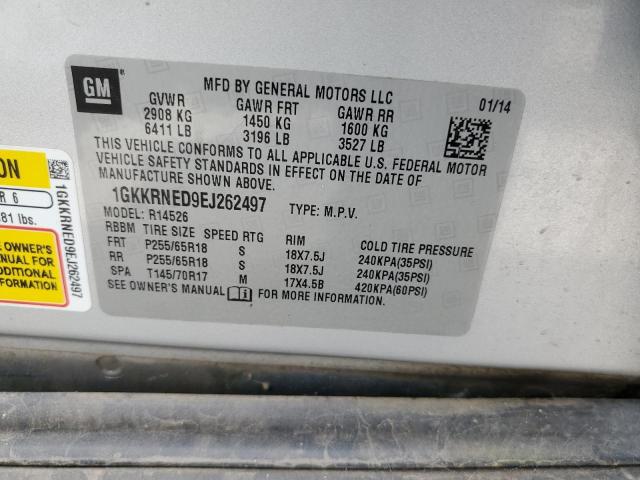 GM
MFD BY GENERAL MOTORS LLC
01/14
GVWR GAWR FRT GAWR RR
2908 KG 1450 KG 1600 KG
6411 LB 3196 LB 3527 LB
THIS VEHICLE CONFORMS TO ALL APPLICABLE U.S. FEDERAL MOTOR
VEHICLE SAFETY STANDARDS IN EFFECT ON THE DATE OF
MANUFACTURE SHOWN ABOVE.
1GKKRNED9EJ262497 TYPE: M.P.V.
MODEL: R14526
RBBM TIRE SIZE SPEED RTG RIM COLD TIRE PRESSURE
FRT P255/65R18 S 18X7.5J 240KPA(35PSI)
RR P255/65R18 S 18X7.5J 240KPA(35PSI)
SPA T145/70R17 M 17X4.5B 420KPA(60PSI)
SEE OWNER'S MANUAL FOR MORE INFORMATION.
ON
R 6
81 lbs.
E OWNER'S
ANUAL FOR
DDITIONAL
FORMATION
1GKKRNED9EJ262497